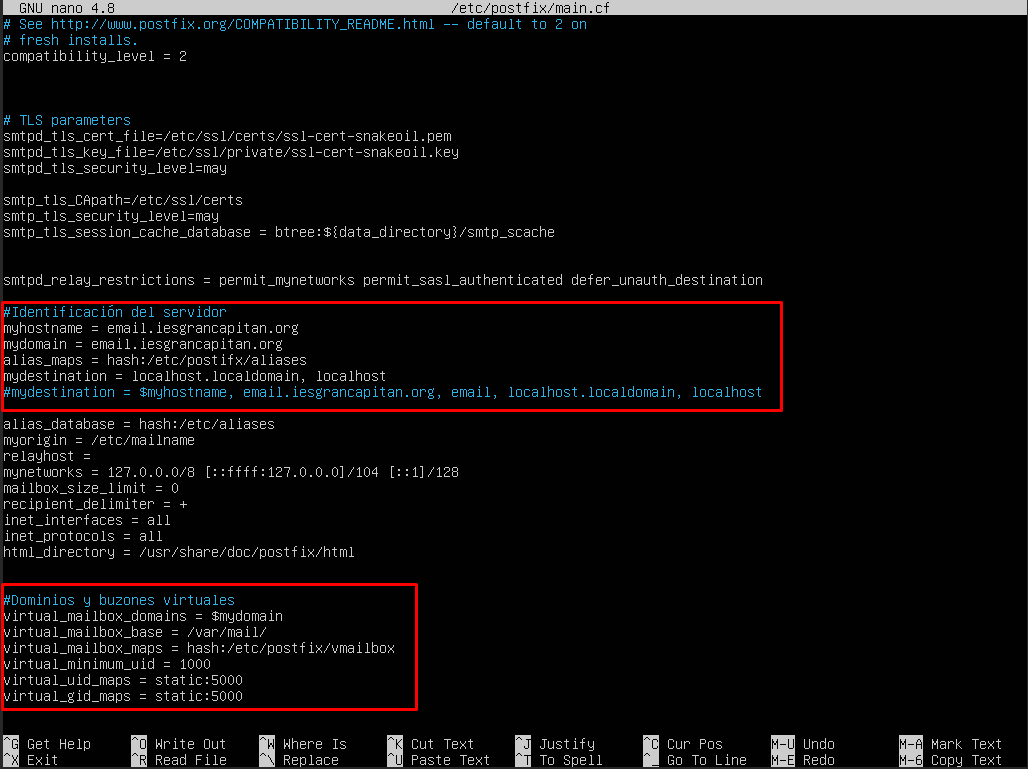 GNU nano 4.8 /etc/postfix/main.cf
# See http://www.postfix.org/COMPATIBILITY_README.html -- default to 2 on
# fresh installs.
compatibility_level = 2
# TLS parameters
smtpd_tls_cert_file=/etc/ssl/certs/ssl-cert-snakeoil.pem
smtpd_tls_key_file=/etc/ssl/private/ssl-cert-snakeoil.key
smtpd_tls_security_level=may
smtp_tls_CApath=/etc/ssl/certs
smtp_tls_security_level=may
smtp_tls_session_cache_database = btree:${data_directory}/smtp_scache
smtpd_relay_restrictions = permit_mynetworks permit_sasl_authenticated defer_unauth_destination
#Identificación del servidor
myhostname = email.iesgrancapitan.org
mydomain = email.iesgrancapitan.org
alias_maps = hash:/etc/postifx/aliases
mydestination = localhost.localdomain, localhost
#mydestination = $myhostname, email.iesgrancapitan.org, email, localhost.localdomain, localhost
alias_database = hash:/etc/aliases
myorigin = /etc/mailname
relayhost =
mynetworks = 127.0.0.0/8 [::ffff:127.0.0.0]/104 [::1]/128
mailbox_size_limit = 0
recipient_delimiter = +
inet_interfaces = all
inet_protocols = all
html_directory = /usr/share/doc/postfix/html
#Dominios y buzones virtuales
virtual_mailbox_domains = $mydomain
virtual_mailbox_base = /var/mail/
virtual_mailbox_maps = hash:/etc/postfix/vmailbox
virtual_minimum_uid = 1000
virtual_uid_maps = static:5000
virtual_gid_maps = static:5000
^G Get Help ^O Write Out ^W Where Is ^K Cut Text ^J Justify ^C Cur Pos M-U Undo M-A Mark Text
^X Exit ^R Read File ^\ Replace ^U Paste Text ^T To Spell ^_ Go To Line M-E Redo M-6 Copy Text